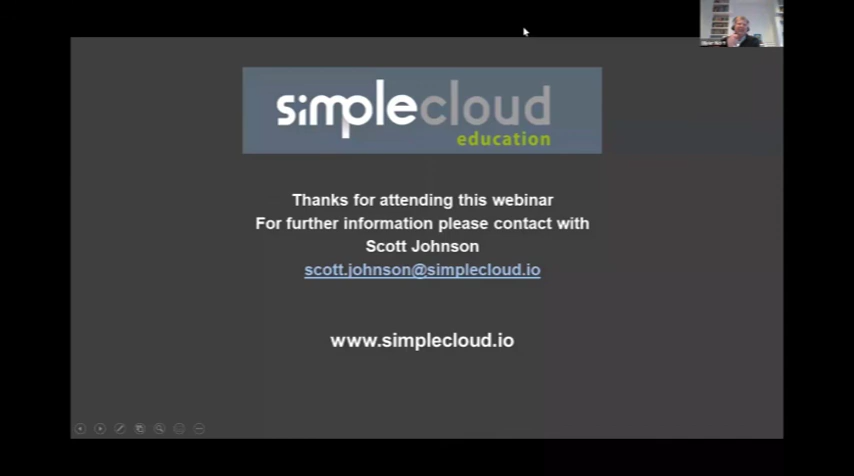 simplecloud
education
Thanks for attending this webinar
For further information please contact with
Scott Johnson
scott.johnson@simplecloud.io
www.simplecloud.io